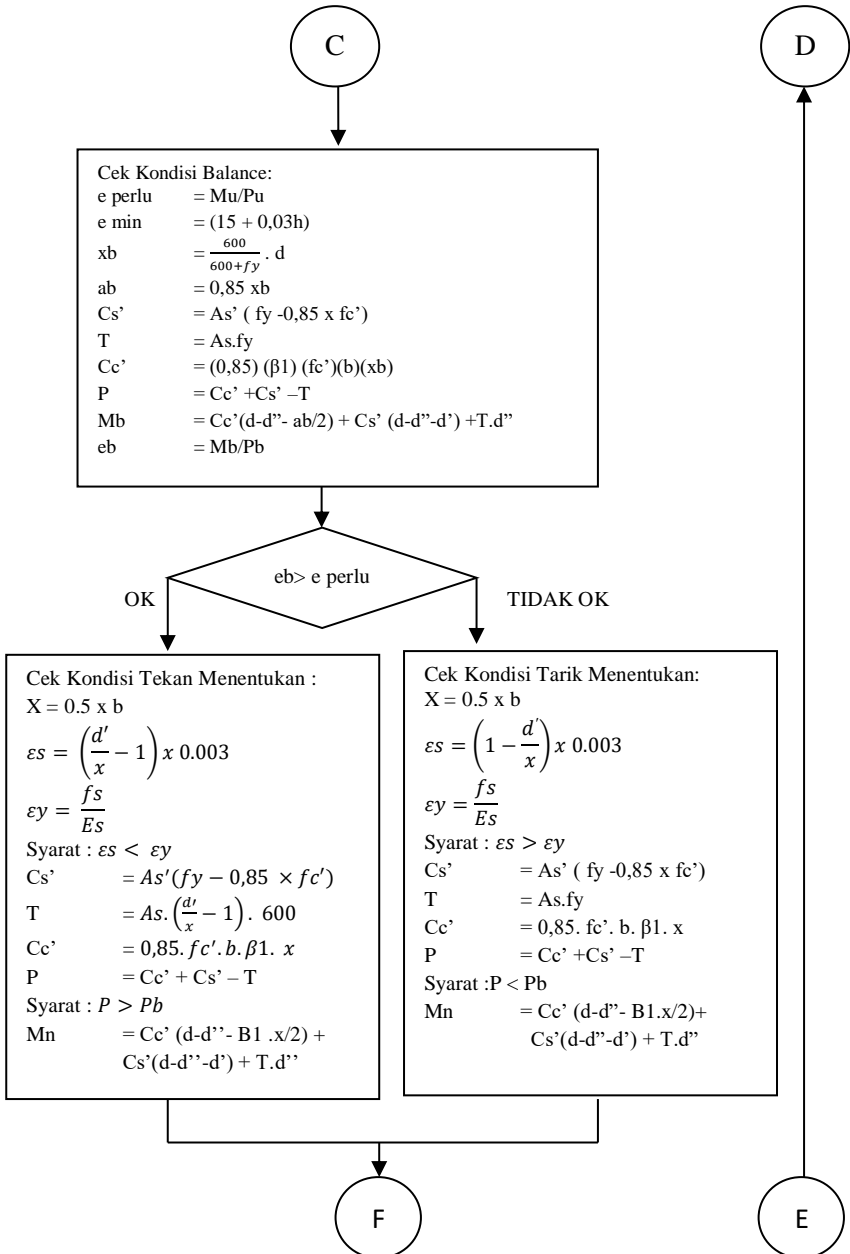 C
D
Cek Kondisi Balance:
e perlu = Mu/Pu
e min = (15 + 0,03h)
xb = \frac{600}{600+fy} . d
ab = 0,85 xb
Cs’ = As’ ( fy -0,85 x fc’)
T = As.fy
Cc’ = (0,85) (β1) (fc’)(b)(xb)
P = Cc’ +Cs’ –T
Mb = Cc’(d-d”- ab/2) + Cs’ (d-d”-d’) +T.d”
eb = Mb/Pb
eb> e perlu
OK
TIDAK OK
Cek Kondisi Tekan Menentukan :
X = 0.5 x b
εs = (\frac{d′}{x} − 1) x 0.003
εy = \frac{fs}{Es}
Syarat : εs < εy
Cs’ = As′(fy − 0,85 × fc′)
T = As. (\frac{d′}{x} − 1) . 600
Cc’ = 0,85. fc′. b. β1. x
P = Cc’ + Cs’ – T
Syarat : P > Pb
Mn = Cc’ (d-d’’- B1 .x/2) +
Cs’(d-d’’-d’) + T.d’’
Cek Kondisi Tarik Menentukan:
X = 0.5 x b
εs = (1 − \frac{d′}{x}) x 0.003
εy = \frac{fs}{Es}
Syarat : εs > εy
Cs’ = As’ ( fy -0,85 x fc’)
T = As.fy
Cc’ = 0,85. fc’. b. β1. x
P = Cc’ +Cs’ –T
Syarat :P < Pb
Mn = Cc’ (d-d”- B1.x/2)+
Cs’(d-d”-d’) + T.d”
F
E